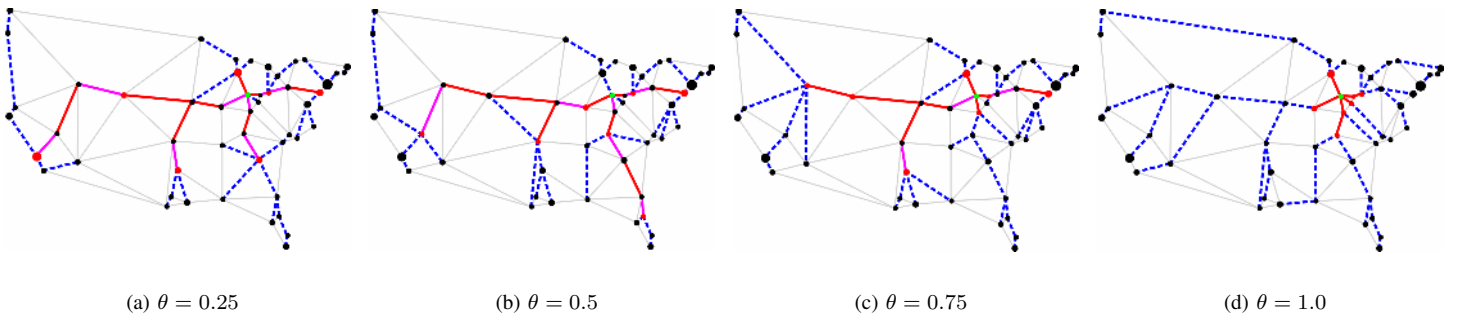 (a) θ = 0.25
(b) θ = 0.5
(c) θ = 0.75
(d) θ = 1.0